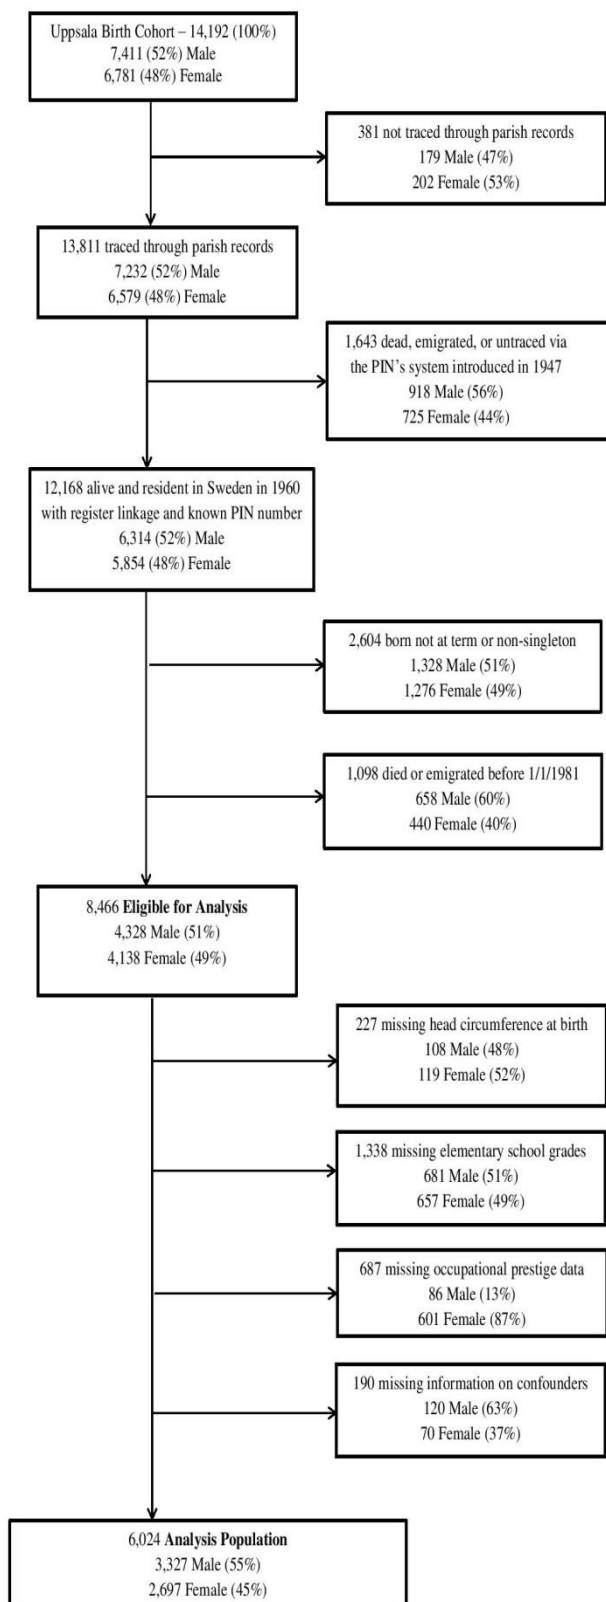 Uppsala Birth Cohort – 14,192 (100%)
7,411 (52%) Male
6,781 (48%) Female
381 not traced through parish records
179 Male (47%)
202 Female (53%)
13,811 traced through parish records
7,232 (52%) Male
6,579 (48%) Female
1,643 dead, emigrated, or untraced via
the PIN's system introduced in 1947
918 Male (56%)
725 Female (44%)
12,168 alive and resident in Sweden in 1960
with register linkage and known PIN number
6,314 (52%) Male
5,854 (48%) Female
2,604 born not at term or non-singleton
1,328 Male (51%)
1,276 Female (49%)
1,098 died or emigrated before 1/1/1981
658 Male (60%)
440 Female (40%)
8,466 Eligible for Analysis
4,328 Male (51%)
4,138 Female (49%)
227 missing head circumference at birth
108 Male (48%)
119 Female (52%)
1,338 missing elementary school grades
681 Male (51%)
657 Female (49%)
687 missing occupational prestige data
86 Male (13%)
601 Female (87%)
190 missing information on confounders
120 Male (63%)
70 Female (37%)
6,024 Analysis Population
3,327 Male (55%)
2,697 Female (45%)